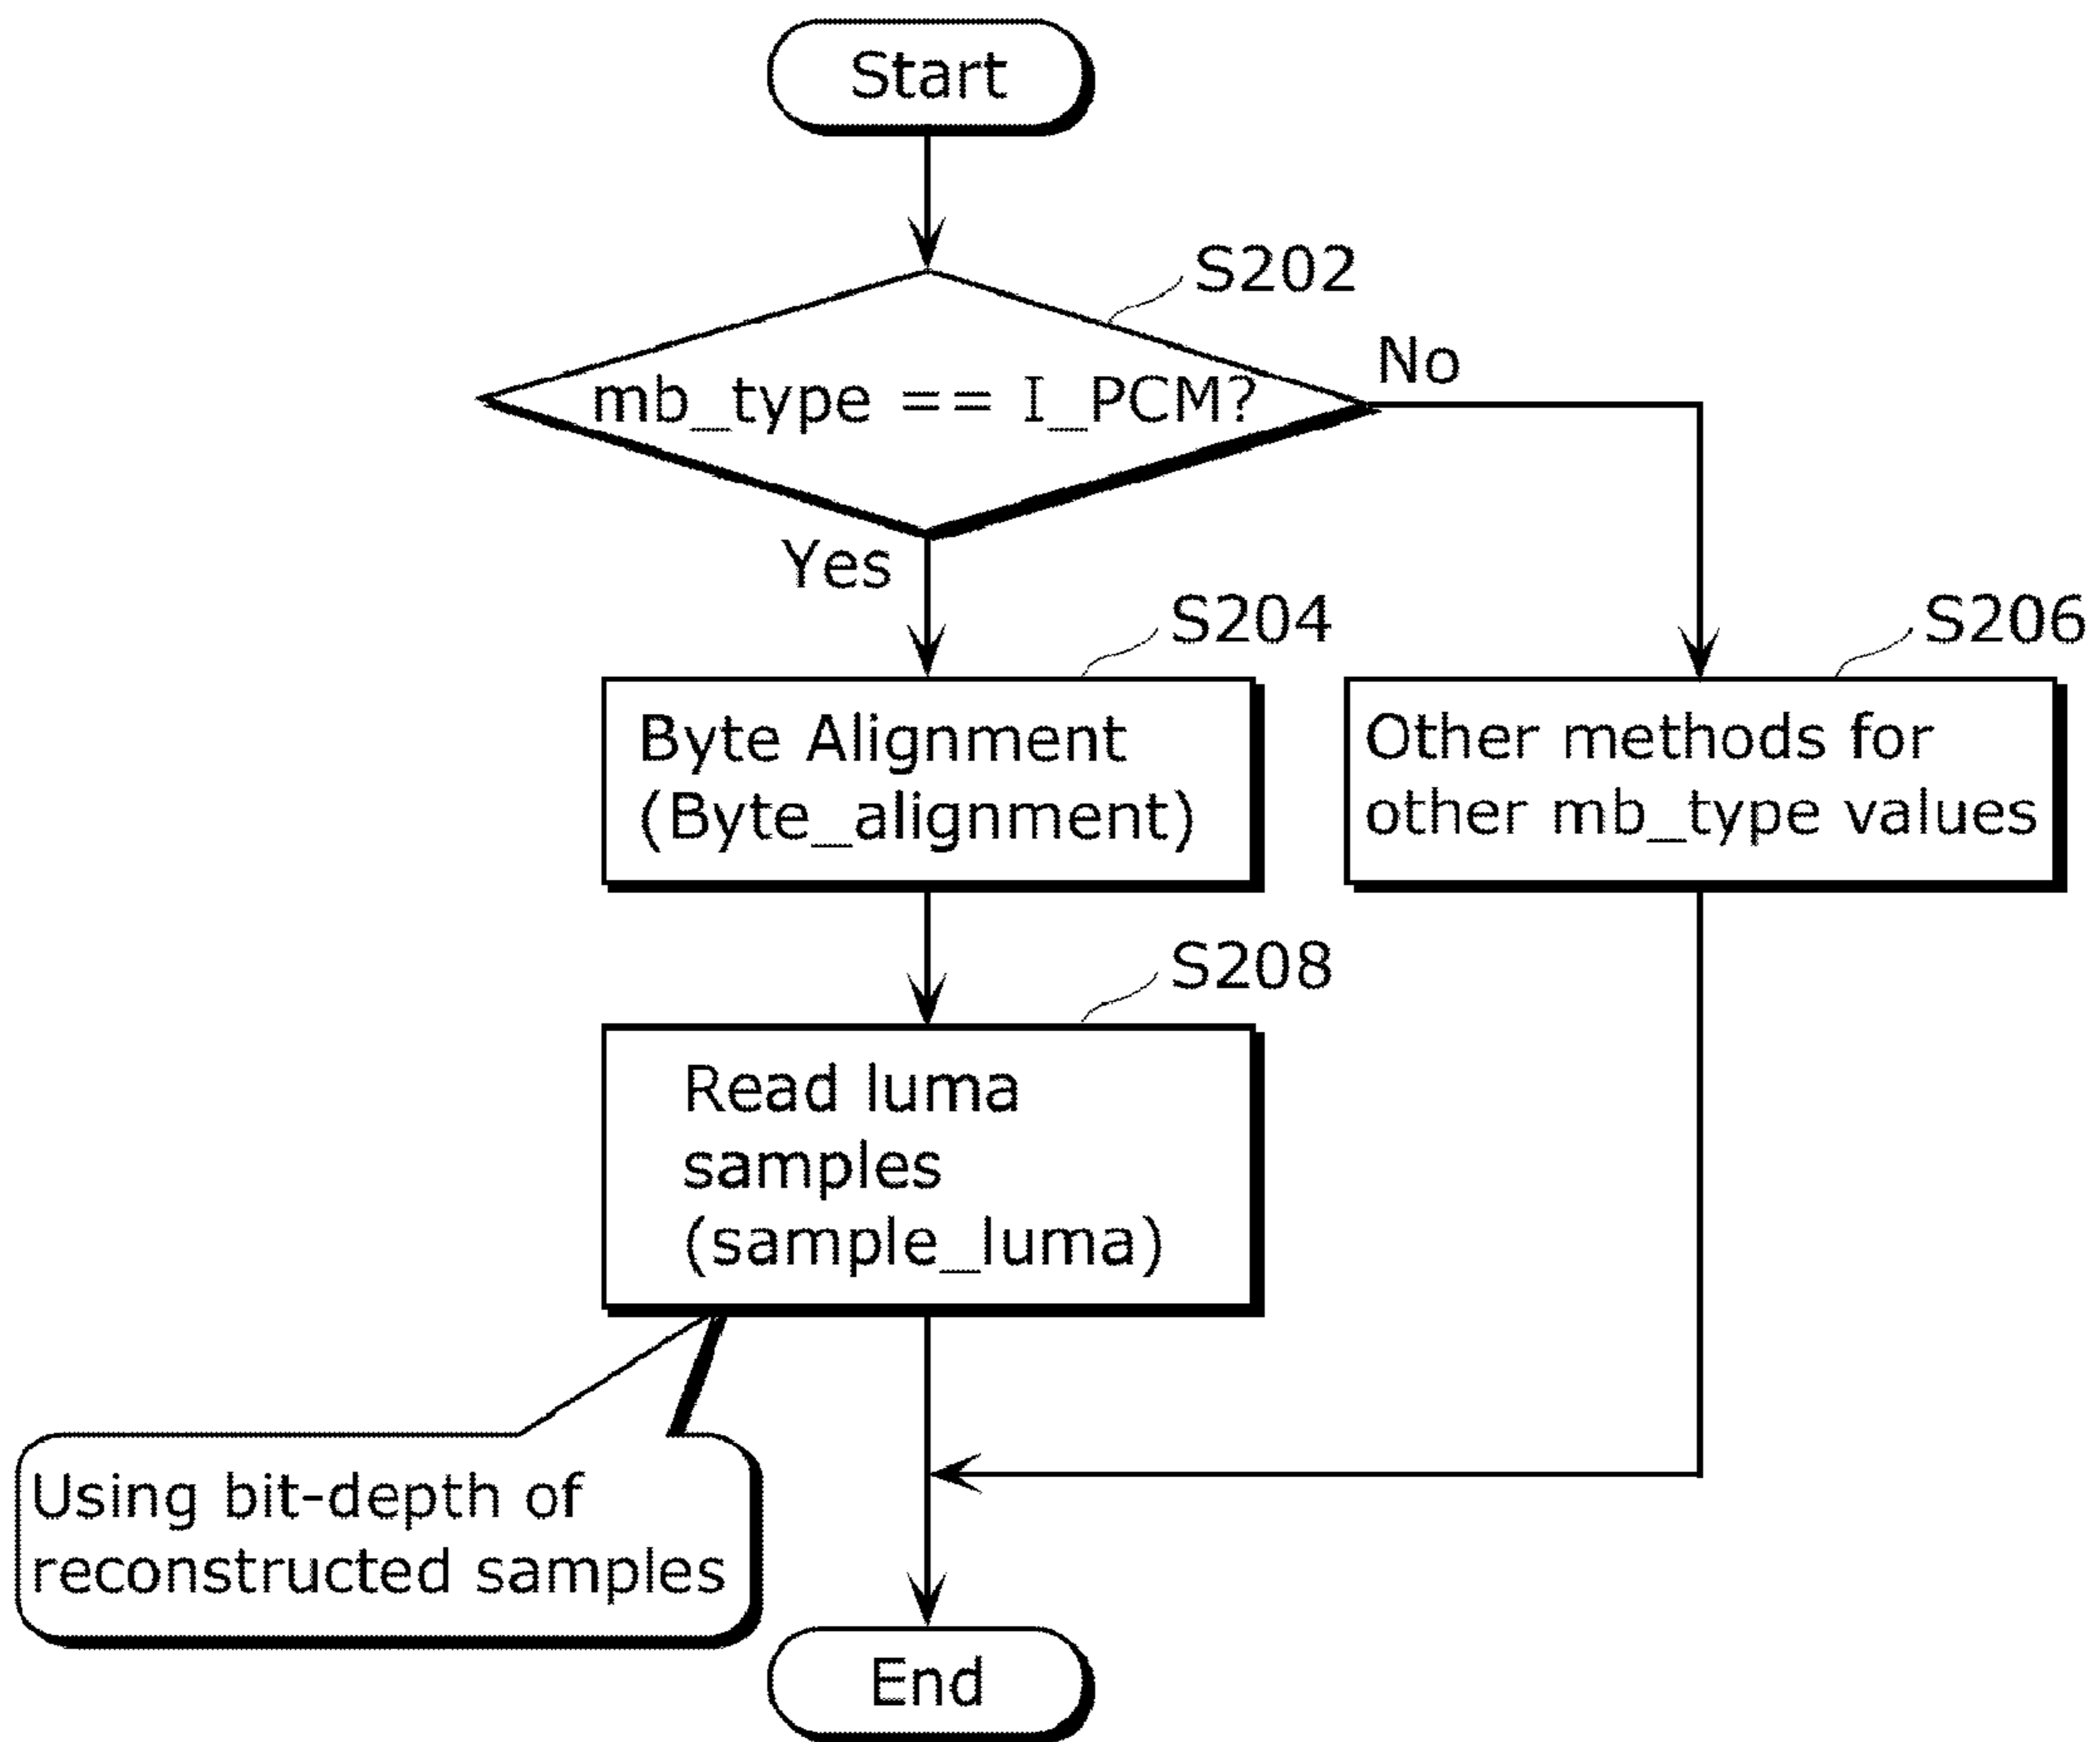 Start
S202
mb_type == I_PCM?
No
Yes
S204
S206
Byte Alignment
(Byte_alignment)
Other methods for
other mb_type values
S208
Read luma
samples
(sample_luma)
Using bit-depth of
reconstructed samples
End